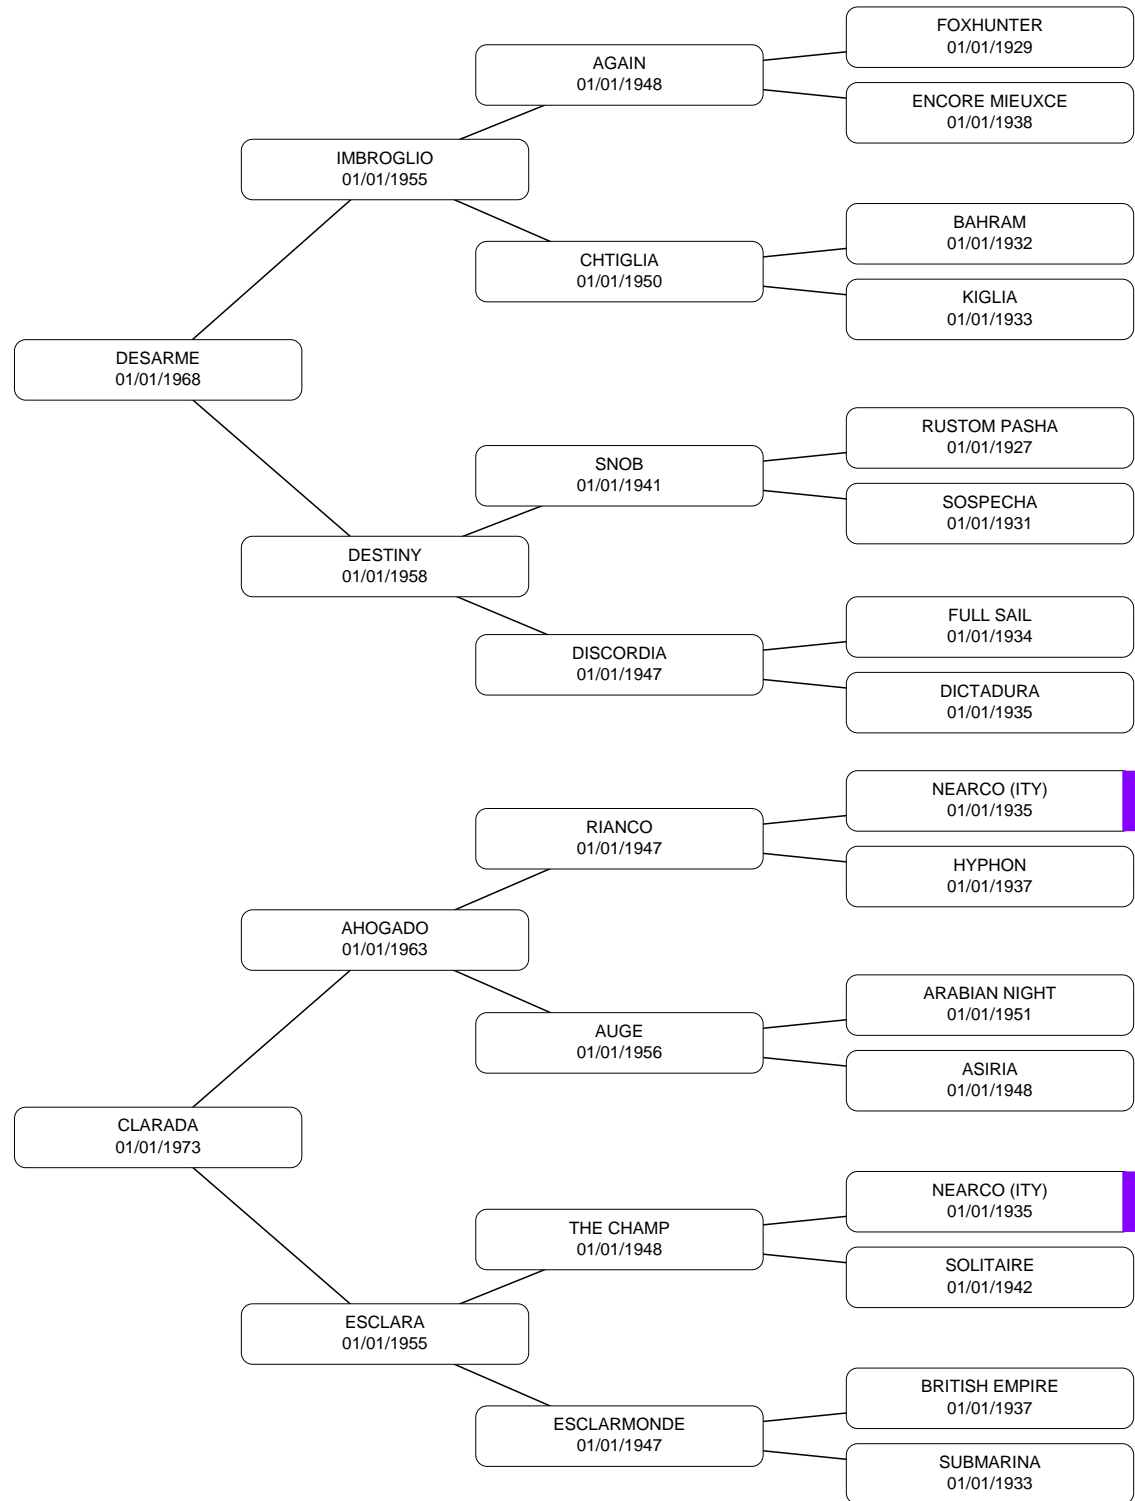 FOXHUNTER
01/01/1929
AGAIN
01/01/1948
ENCORE MIEUXCE
01/01/1938
IMBROGLIO
01/01/1955
BAHRAM
01/01/1932
CHTIGLIA
01/01/1950
KIGLIA
01/01/1933
DESARME
01/01/1968
RUSTOM PASHA
01/01/1927
SNOB
01/01/1941
SOSPECHA
01/01/1931
DESTINY
01/01/1958
FULL SAIL
01/01/1934
DISCORDIA
01/01/1947
DICTADURA
01/01/1935
NEARCO (ITY)
01/01/1935
RIANCO
01/01/1947
HYPHON
01/01/1937
AHOGADO
01/01/1963
ARABIAN NIGHT
01/01/1951
AUGE
01/01/1956
ASIRIA
01/01/1948
CLARADA
01/01/1973
NEARCO (ITY)
01/01/1935
THE CHAMP
01/01/1948
SOLITAIRE
01/01/1942
ESCLARA
01/01/1955
BRITISH EMPIRE
01/01/1937
ESCLARMONDE
01/01/1947
SUBMARINA
01/01/1933